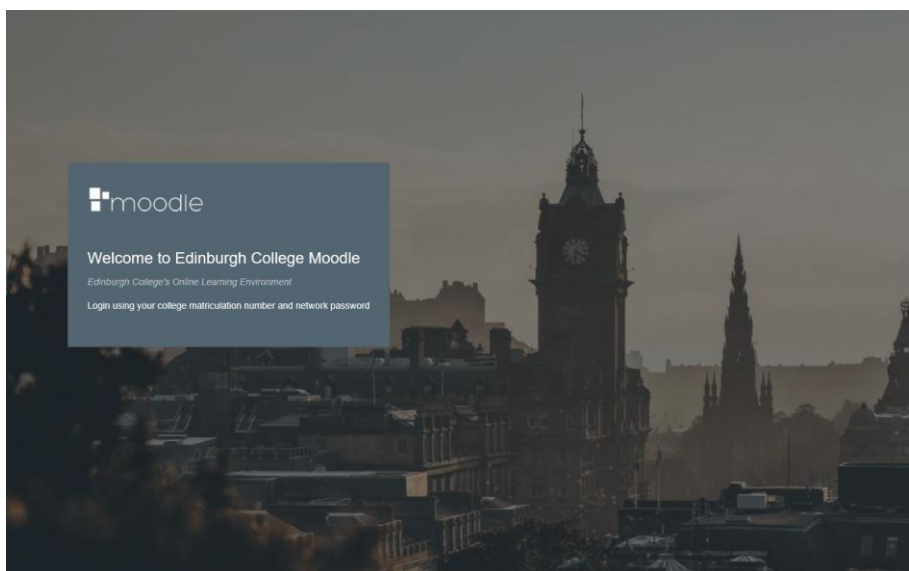 moodle
Welcome to Edinburgh College Moodle
Edinburgh College's Online Learning Environment
Login using your college matriculation number and network password